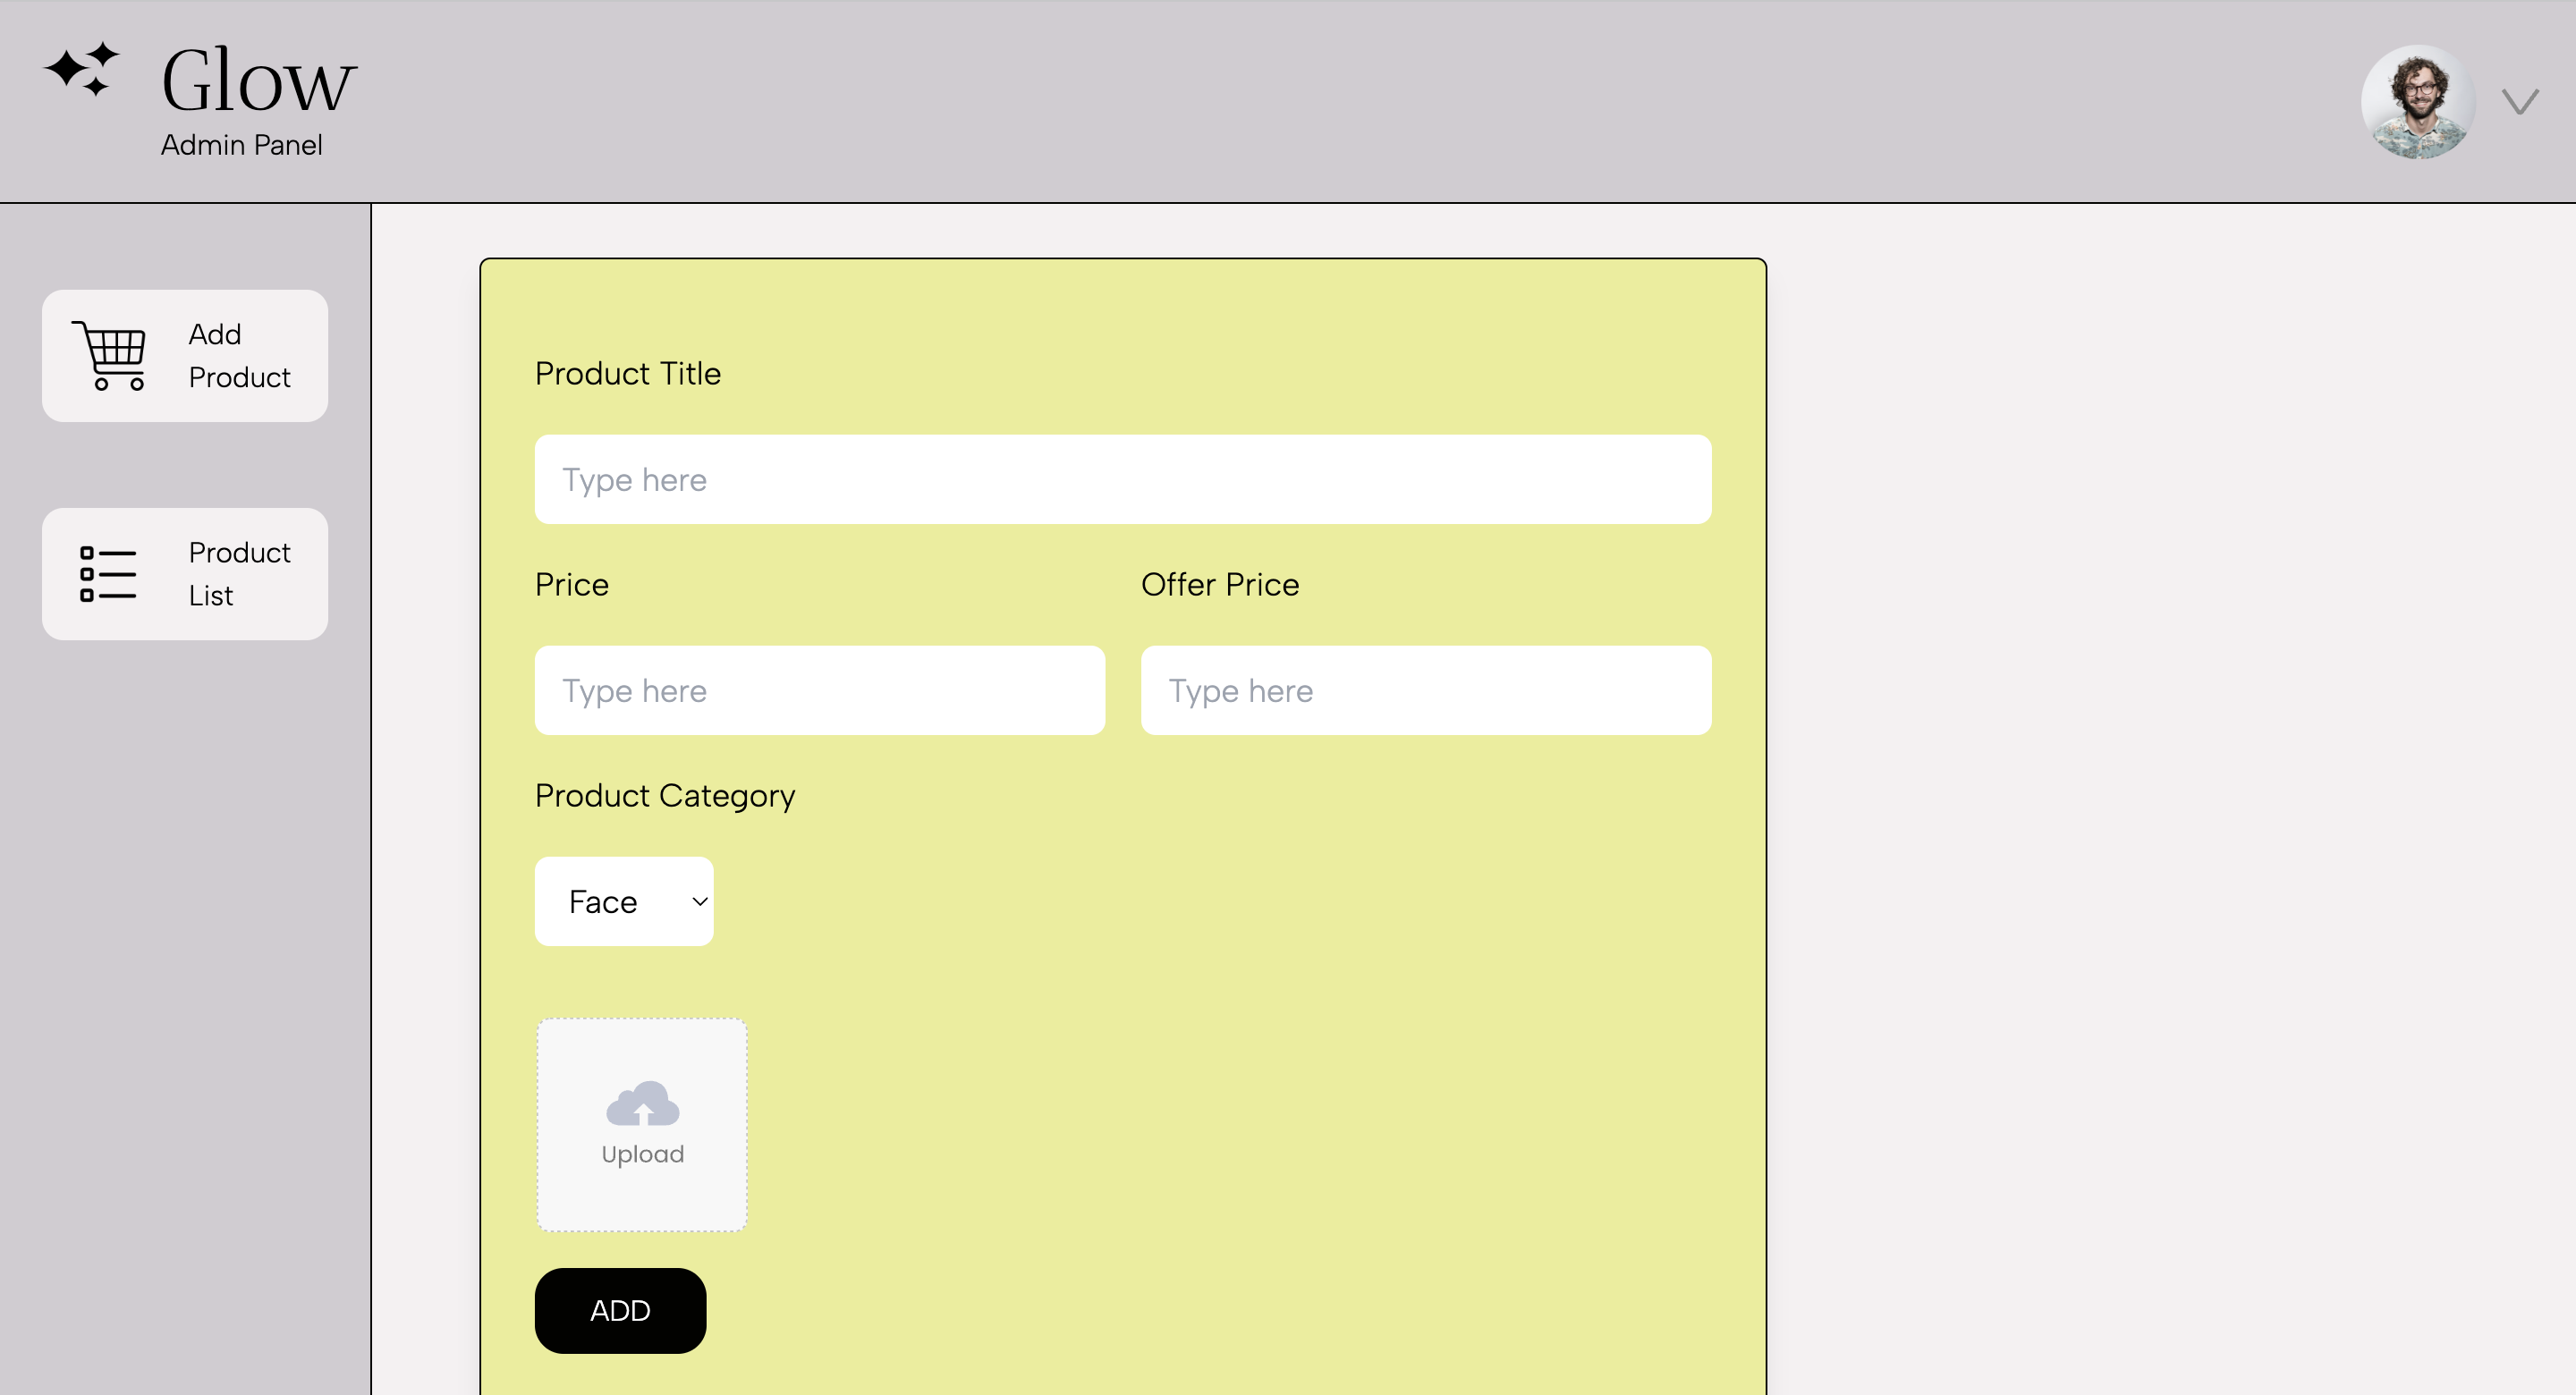 Glow
Admin Panel
Add
Product
Product
List
Product Title
Type here
Price
Offer Price
Type here
Type here
Product Category
Face
Upload
ADD